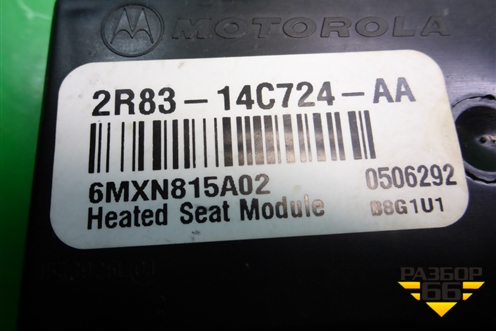 MOTOROLA
2R83-14C724-AA
6MXN815A02 0506292
Heated Seat Module B8G1U1
РАЗБОР
66